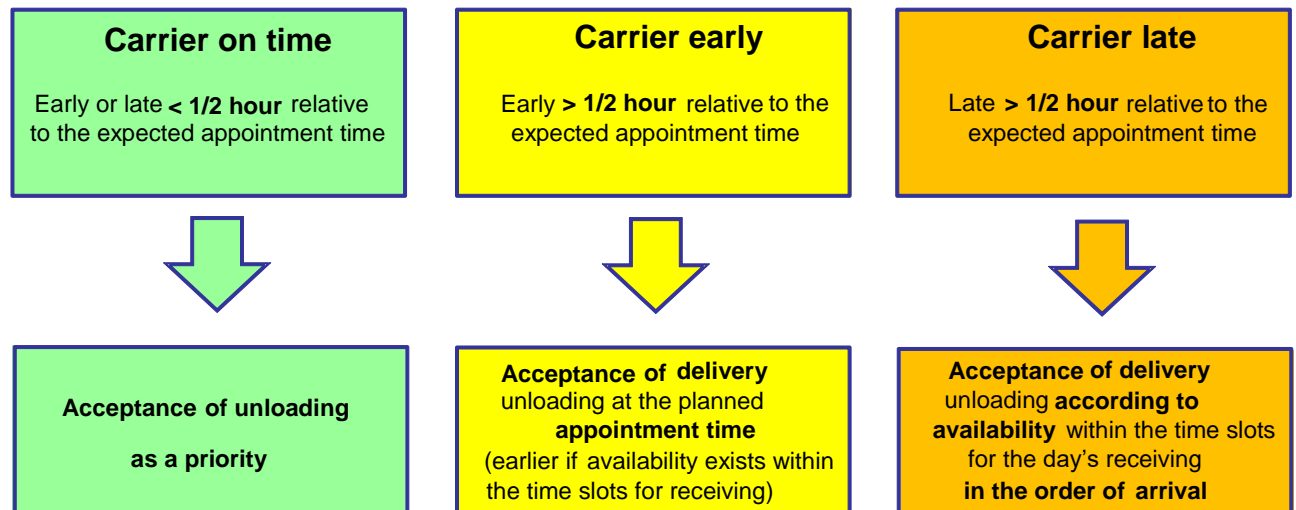 Carrier on time
Early or late < 1/2 hour relative
to the expected appointment time
Carrier early
Early > 1/2 hour relative to the
expected appointment time
Carrier late
Late > 1/2 hour relative to the
expected appointment time
Acceptance of unloading
as a priority
Acceptance of delivery
unloading at the planned
appointment time
(earlier if availability exists within
the time slots for receiving)
Acceptance of delivery
unloading according to
availability within the time slots
for the day's receiving
in the order of arrival